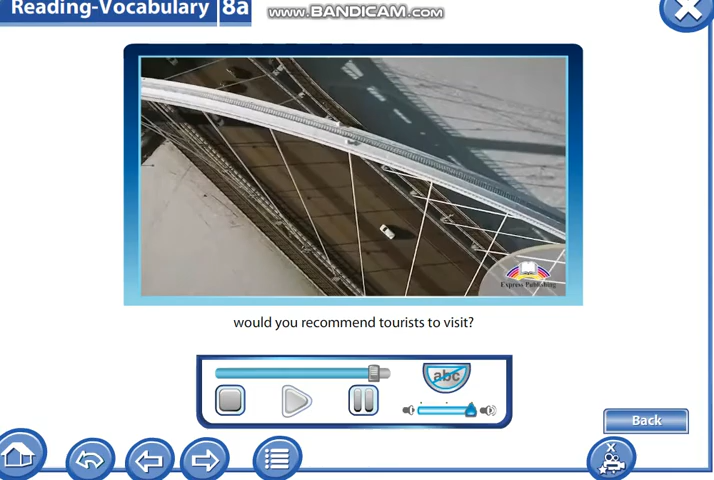 Reading-Vocabulary 8a
www.BANDICAM.com
Express Publishing
would you recommend tourists to visit?
abc
Back
X